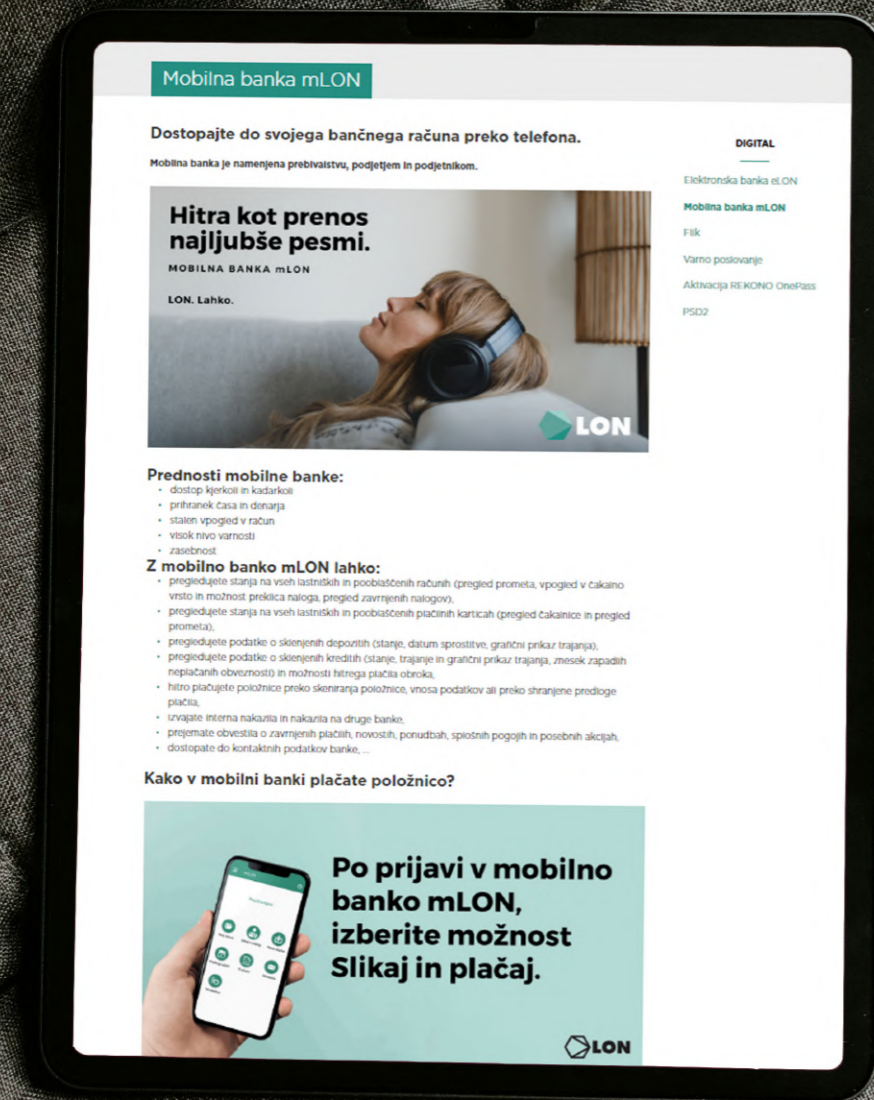 Mobilna banka mLON
Dostopajte do svojega bančnega računa preko telefona.
Mobilna banka je namenjena prebivalstvu, podjetjem in podjetnikom.
Hitra kot prenos
najljubše pesmi.
MOBILNA BANKA mLON
LON. Lahko.
LON
Prednosti mobilne banke:
• dostop kjerkoli in kadarkoli
• prihranek časa in denarja
• stalen vpogled v račun
• visok nivo varnosti
• zasebnost
Z mobilno banko mLON lahko:
• pregledujete stanja na vseh lastniških in pooblaščenih računih (pregled prometa, vpogled v čakalno
vrsto in možnost preklica naloga, pregled zavrnjenih nalogov),
• pregledujete stanja na vseh lastniških in pooblaščenih plačilnih karticah (pregled čakalnice in pregled
prometa),
• pregledujete podatke o sklenjenih depozitih (stanje, datum sprostitve, grafični prikaz trajanja),
• pregledujete podatke o sklenjenih kreditih (stanje, trajanje in grafični prikaz trajanja, znesek zapadlih
neplačanih obveznosti) in možnosti hitrega plačila obroka,
• hitro plačujete položnice preko skeniranja položnice, vnosa podatkov ali preko shranjene predloge
plačila,
• izvajate interna nakazila in nakazila na druge banke,
• prejemate obvestila o zavrnjenih plačilih, novostih, ponudbah, splošnih pogojih in posebnih akcijah,
• dostopate do kontaktnih podatkov banke, ...
Kako v mobilni banki plačate položnico?
Po prijavi v mobilno
banko mLON,
izberite možnost
Slikaj in plačaj.
LON
DIGITAL
Elektronska banka eLON
Mobilna banka mLON
Flik
Varno poslovanje
Aktivacija REKONO OnePass
PSD2